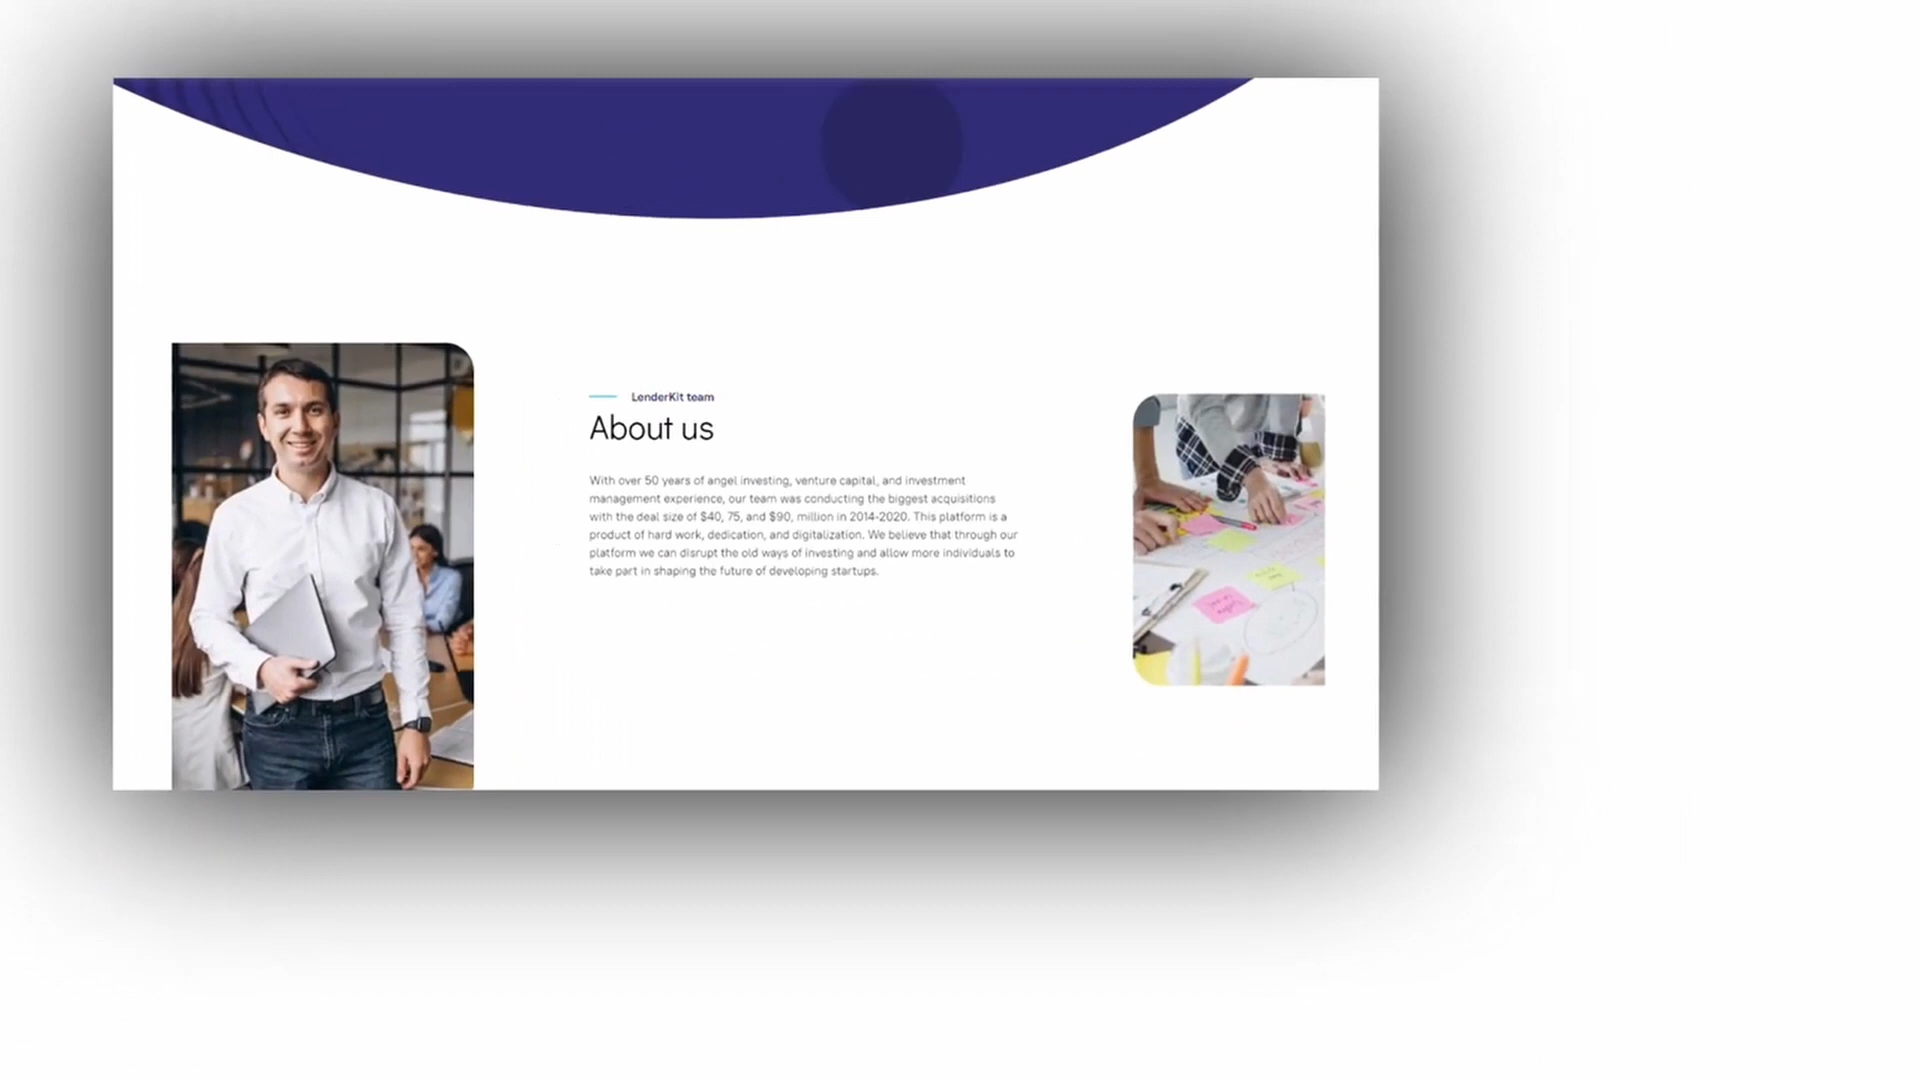 LenderKit team
About us
With over 50 years of angel investing, venture capital, and investment
management experience, our team was conducting the biggest acquisitions
with the deal size of $40, 75, and $90, million in 2014-2020. This platform is a
product of hard work, dedication, and digitalization. We believe that through our
platform we can disrupt the old ways of investing and allow more individuals to
take part in shaping the future of developing startups.